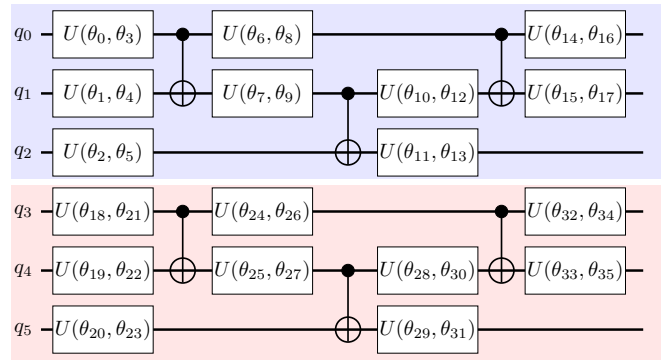 q₀ U(θ₀, θ₃) U(θ₆, θ₈) U(θ₁₄, θ₁₆)
q₁ U(θ₁, θ₄) U(θ₇, θ₉) U(θ₁₀, θ₁₂) U(θ₁₅, θ₁₇)
q₂ U(θ₂, θ₅) U(θ₁₁, θ₁₃)
q₃ U(θ₁₈, θ₂₁) U(θ₂₄, θ₂₆) U(θ₃₂, θ₃₄)
q₄ U(θ₁₉, θ₂₂) U(θ₂₅, θ₂₇) U(θ₂₈, θ₃₀) U(θ₃₃, θ₃₅)
q₅ U(θ₂₀, θ₂₃) U(θ₂₉, θ₃₁)